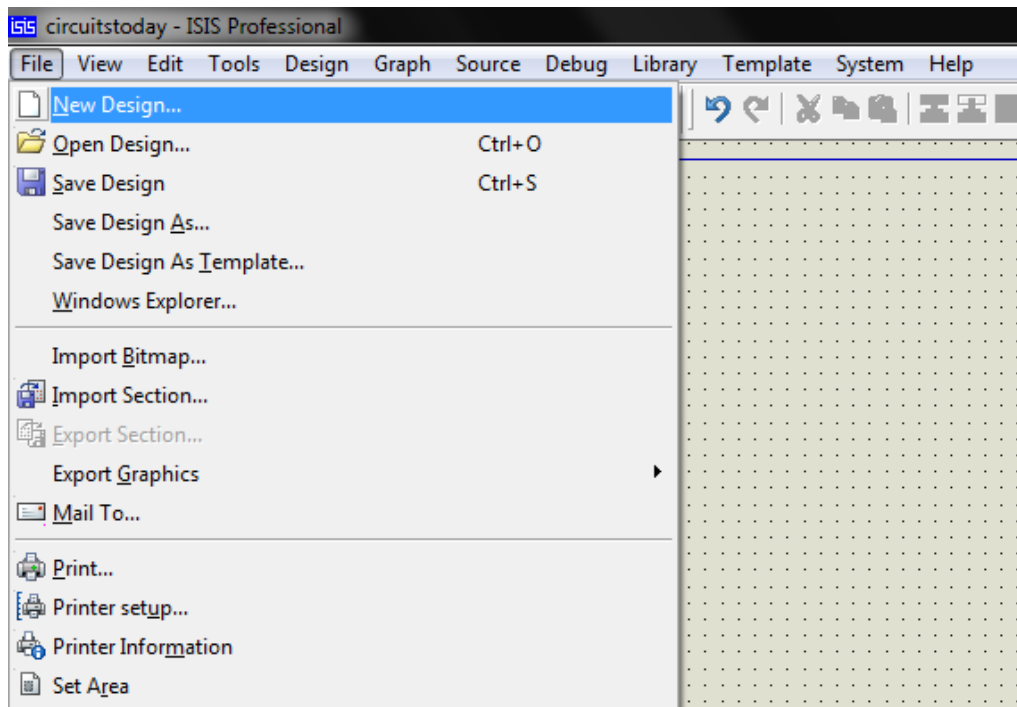 isis circuitstoday - ISIS Professional
File View Edit Tools Design Graph Source Debug Library Template System Help
New Design...
Open Design... Ctrl+O
Save Design Ctrl+S
Save Design As...
Save Design As Template...
Windows Explorer...
Import Bitmap...
Import Section...
Export Section...
Export Graphics
Mail To...
Print...
Printer setup...
Printer Information
Set Area